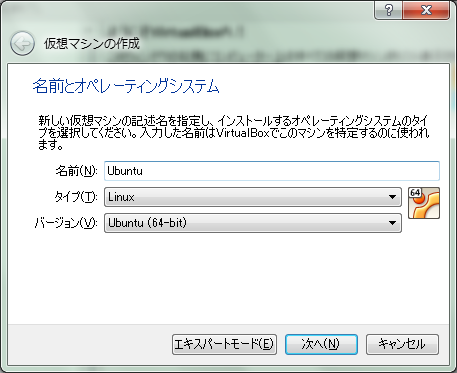 仮想マシンの作成
名前とオペレーティングシステム
新しい仮想マシンの記述名を指定し、インストールするオペレーティングシステムのタイ
プを選択してください。入力した名前はVirtualBoxでこのマシンを特定するのに使われ
ます。
名前(N): Ubuntu
タイプ(T): Linux
64
バージョン(V): Ubuntu (64-bit)
エキスパートモード(E) 次へ(N) キャンセル